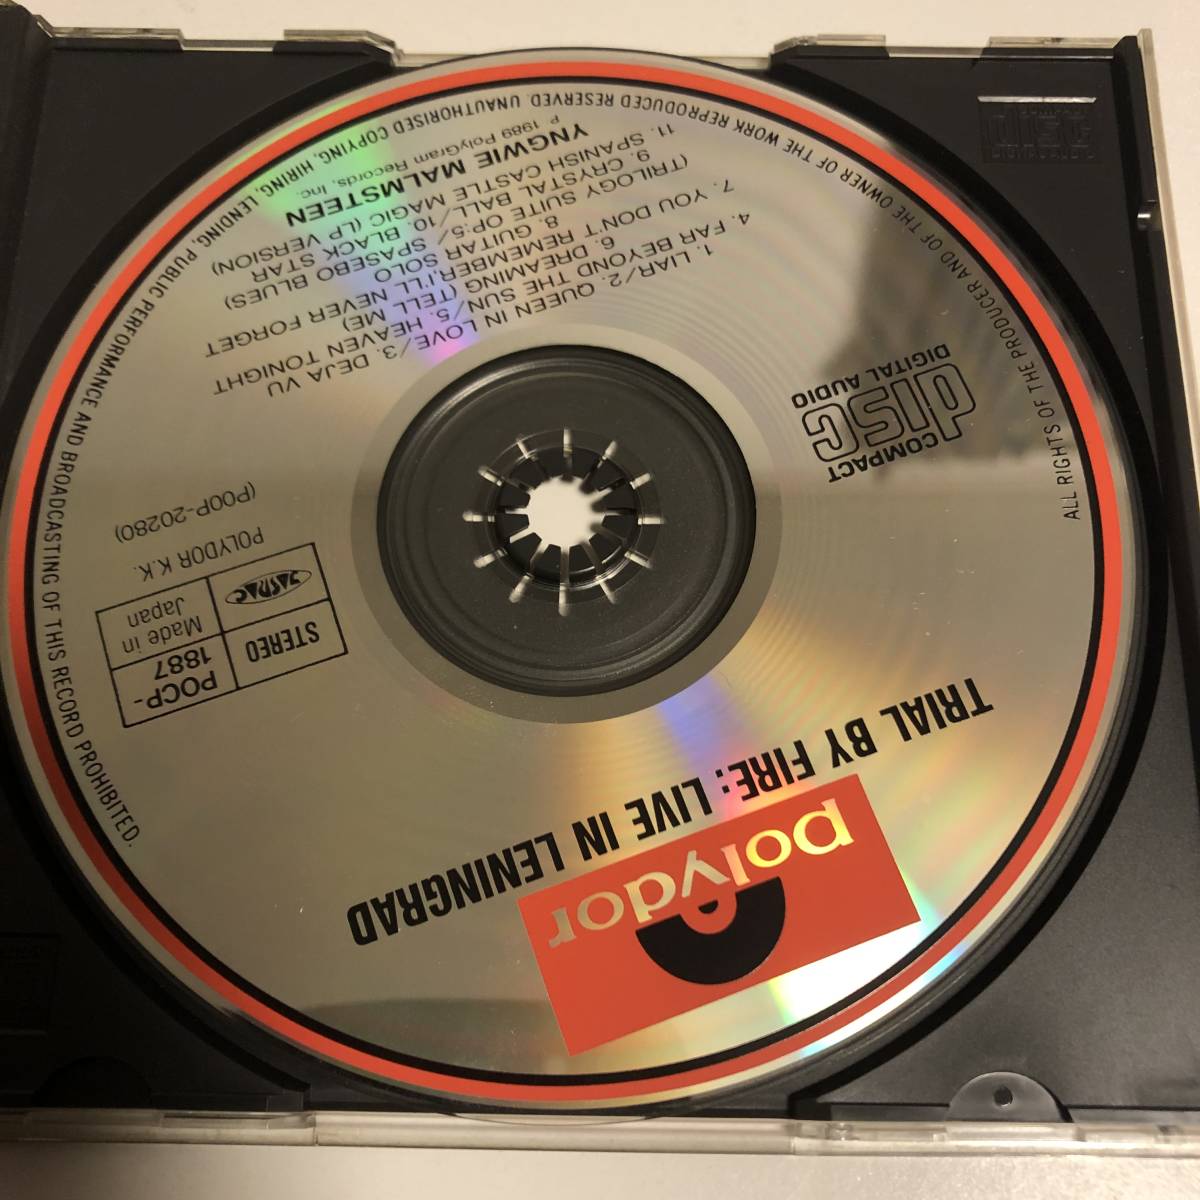 polydor
TRIAL BY FIRE: LIVE IN LENINGRAD
STEREO
POCP-
1887
JASRAC
Made in
Japan
POLYDOR K.K.
(P00P-20280)
COMPACT
disc
DIGITAL AUDIO
1. LIAR/2. QUEEN IN LOVE/3. DEJA VU
4. FAR BEYOND THE SUN/5. HEAVEN TONIGHT
6. DREAMING (TELL ME)
7. YOU DON'T REMEMBER,I'LL NEVER FORGET
8. GUITAR SOLO
(TRILOGY SUITE OP.5/ SPASEBO BLUES)
9. CRYSTAL BALL/10. BLACK STAR
11. SPANISH CASTLE MAGIC (LP VERSION)
YNGWIE MALMSTEEN
P 1989 PolyGram Records, Inc.
ALL RIGHTS OF THE PRODUCER AND OF THE OWNER OF THE WORK REPRODUCED RESERVED. UNAUTHORISED COPYING, HIRING, LENDING, PUBLIC PERFORMANCE AND BROADCASTING OF THIS RECORD PROHIBITED.